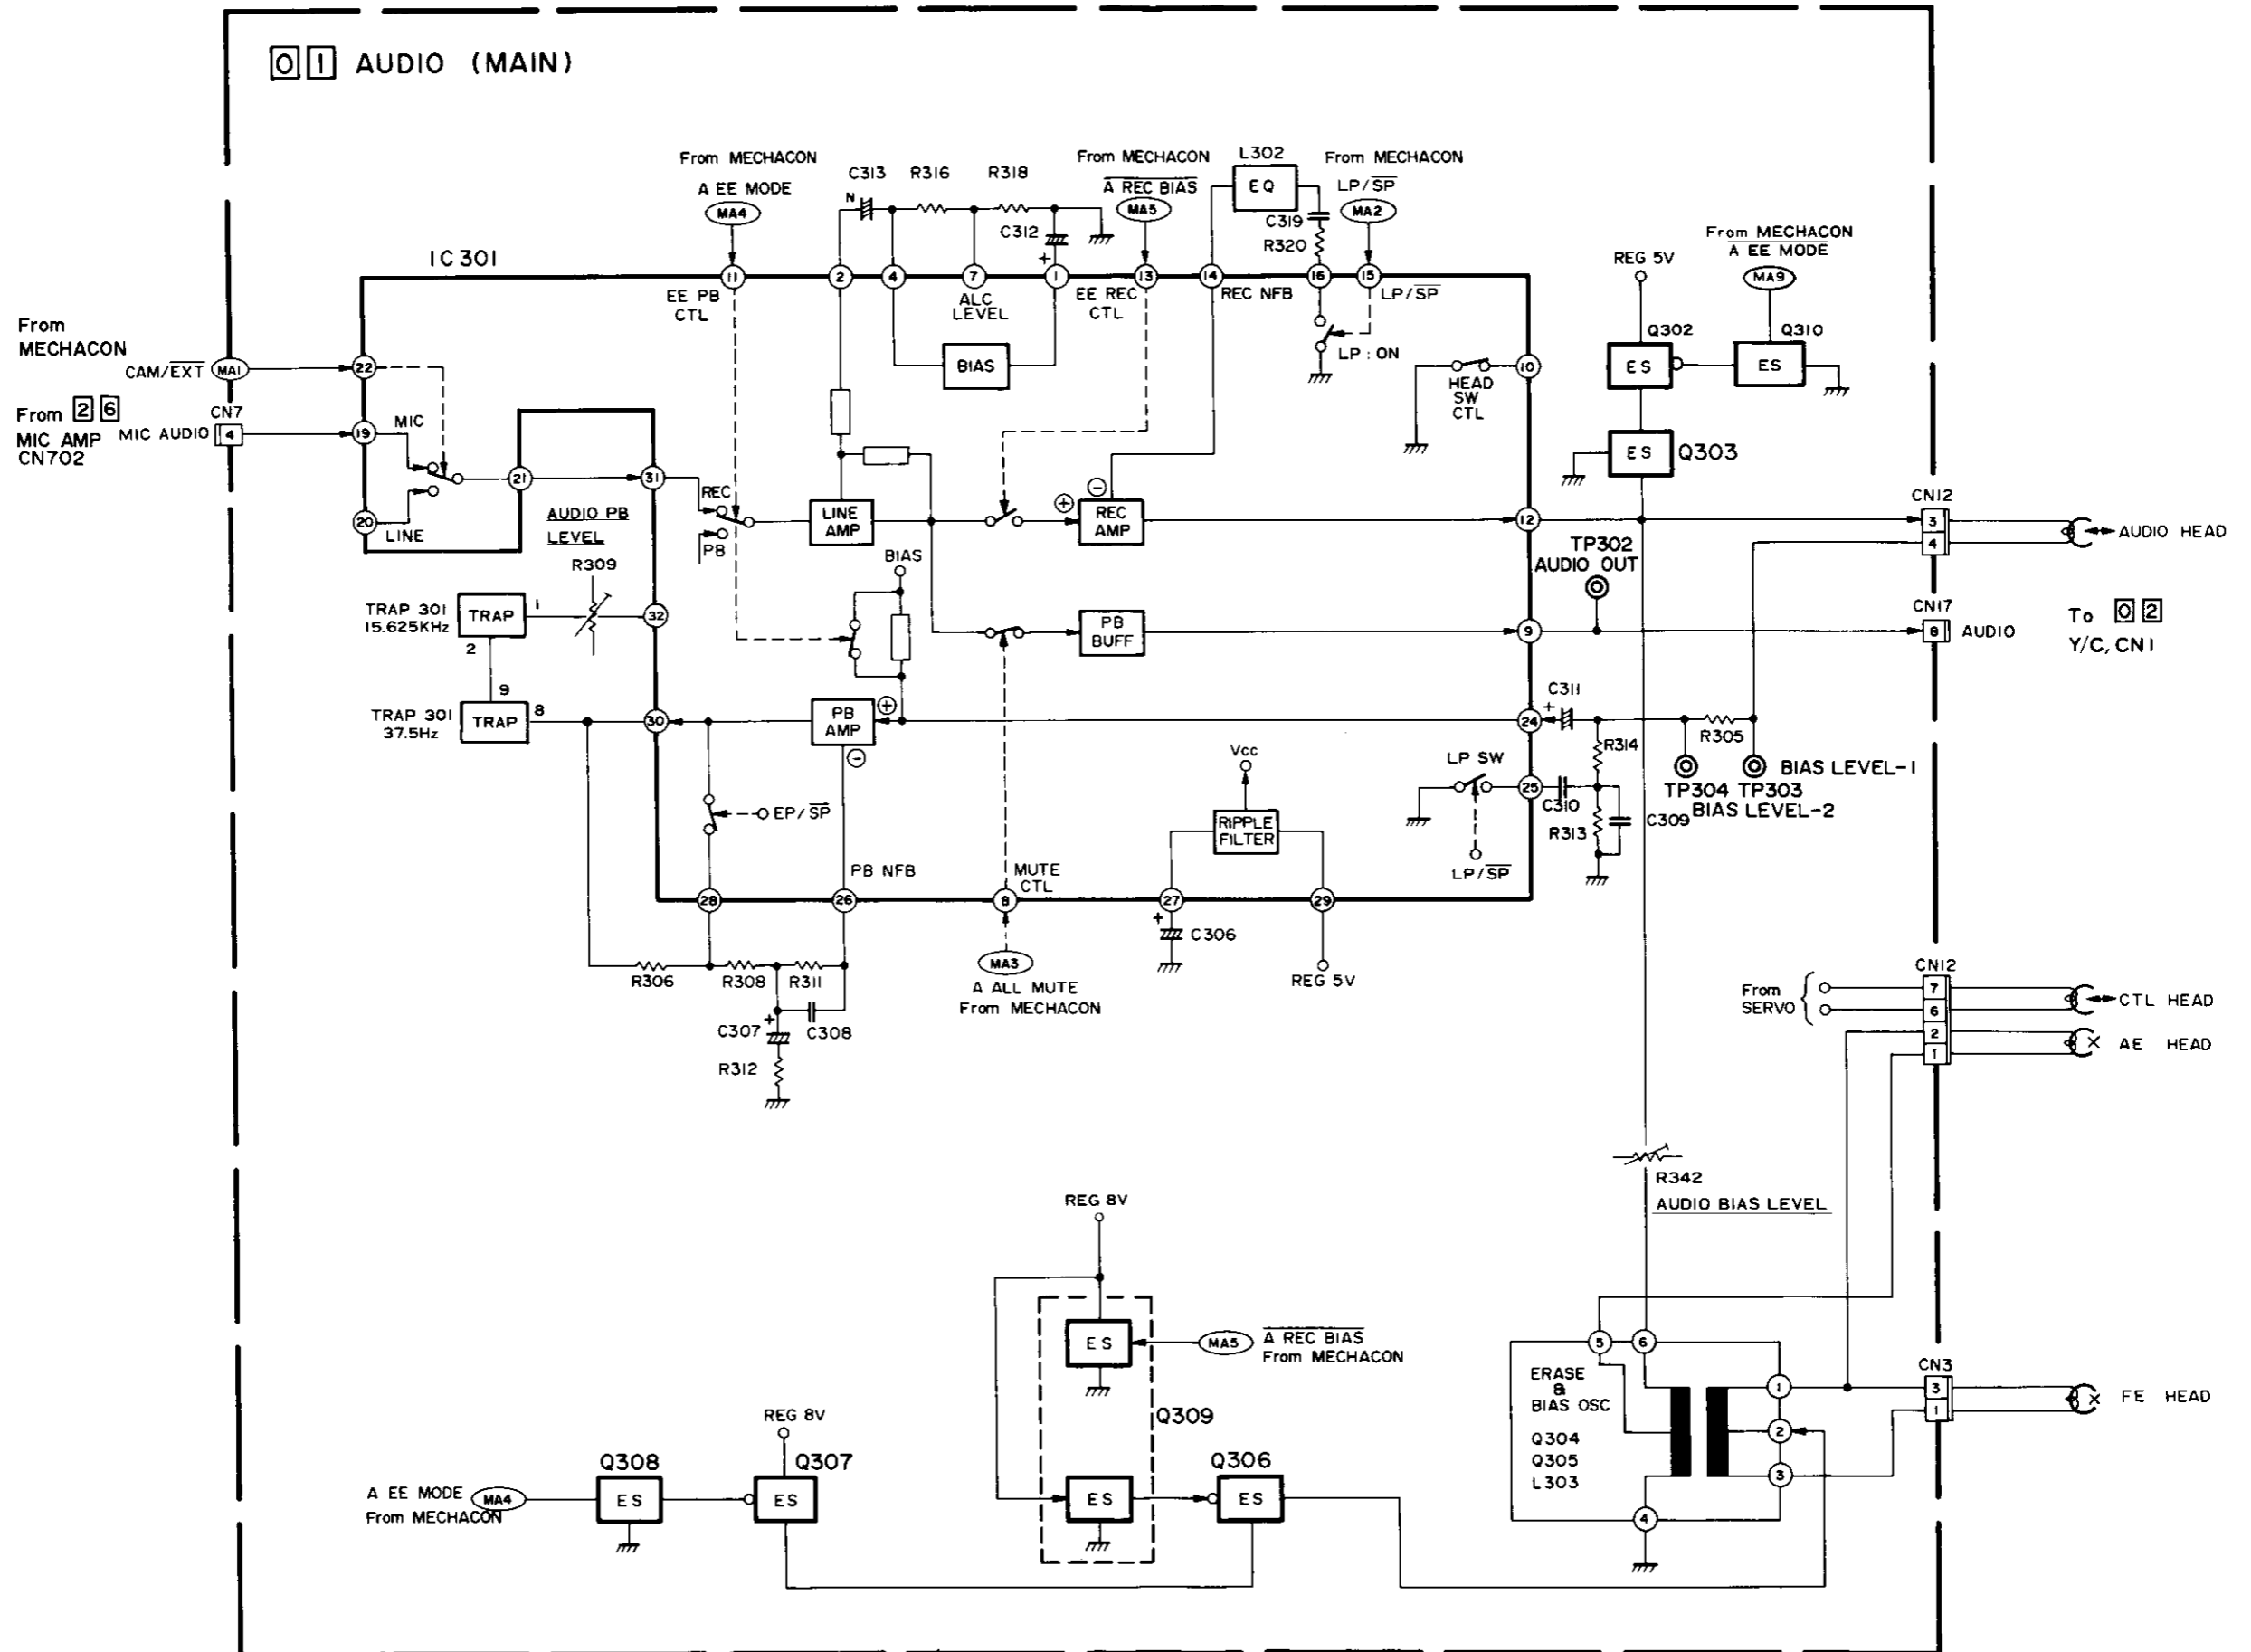 01 AUDIO (MAIN)
From MECHACON
A EE MODE
MA4
C313
R316
R318
N
C312
+
From MECHACON
A REC BIAS
MA5
L302
EQ
C319
R320
From MECHACON
LP/SP
MA2
From MECHACON
A EE MODE
MA9
REG 5V
Q302
ES
Q310
ES
ES
Q303
IC301
11
2
4
7
1
13
14
16
15
EE PB
CTL
ALC
LEVEL
EE REC
CTL
REC NFB
LP/SP
LP : ON
BIAS
10
HEAD
SW
CTL
From
MECHACON
CAM/EXT
MA1
22
From 26
MIC AMP
CN702
MIC AUDIO
CN7
4
19
MIC
21
31
20
LINE
AUDIO PB
LEVEL
R309
REC
PB
LINE
AMP
+
−
REC
AMP
12
CN12
3
4
AUDIO HEAD
TP302
AUDIO OUT
BIAS
TRAP 301
15.625KHz
TRAP
1
2
32
PB
BUFF
9
CN17
8
AUDIO
To 02
Y/C, CN1
TRAP 301
37.5Hz
TRAP
9
8
30
PB
AMP
+
−
24
C311
+
R314
R305
TP304
TP303
BIAS LEVEL-1
BIAS LEVEL-2
LP SW
25
C310
R313
C309
LP/SP
Vcc
RIPPLE
FILTER
EP/SP
PB NFB
MUTE
CTL
28
26
8
27
29
+
C306
REG 5V
MA3
A ALL MUTE
From MECHACON
R306
R308
R311
C307
+
C308
R312
From
SERVO
CN12
7
6
2
1
CTL HEAD
AE HEAD
R342
AUDIO BIAS LEVEL
REG 8V
ES
MA5
A REC BIAS
From MECHACON
Q309
ES
Q306
ES
REG 8V
Q308
ES
Q307
ES
A EE MODE
MA4
From MECHACON
5
6
ERASE
&
BIAS OSC
Q304
Q305
L303
1
2
3
4
CN3
3
1
FE HEAD